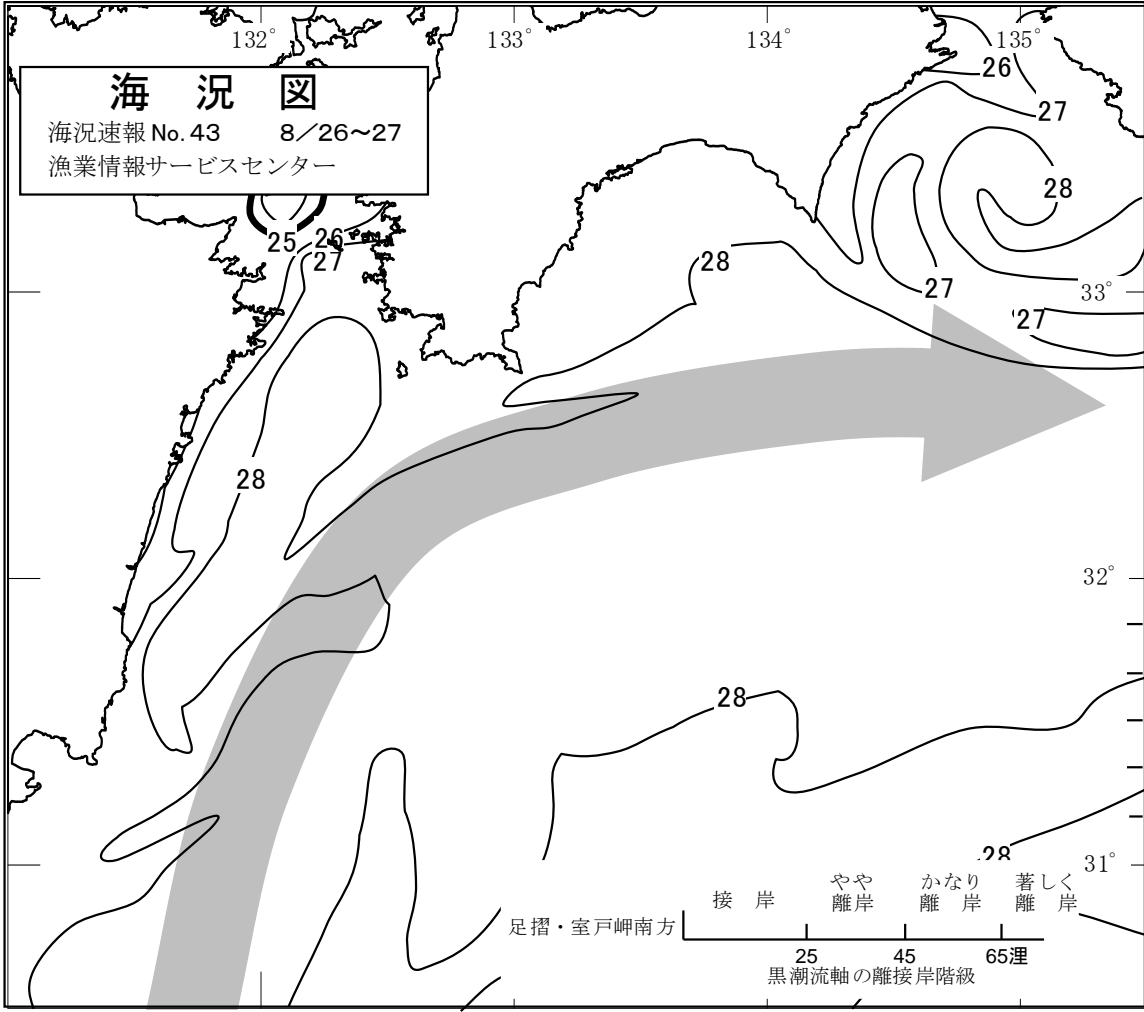 132°
133°
134°
135°
海況図
海況速報 No. 43 8/26~27
漁業情報サービスセンター
26
27
28
25
26
27
28
27
33°
27
28
32°
28
28
31°
接岸
やや離岸
かなり離岸
著しく離岸
足摺・室戸岬南方
25
45
65浬
黒潮流軸の離接岸階級